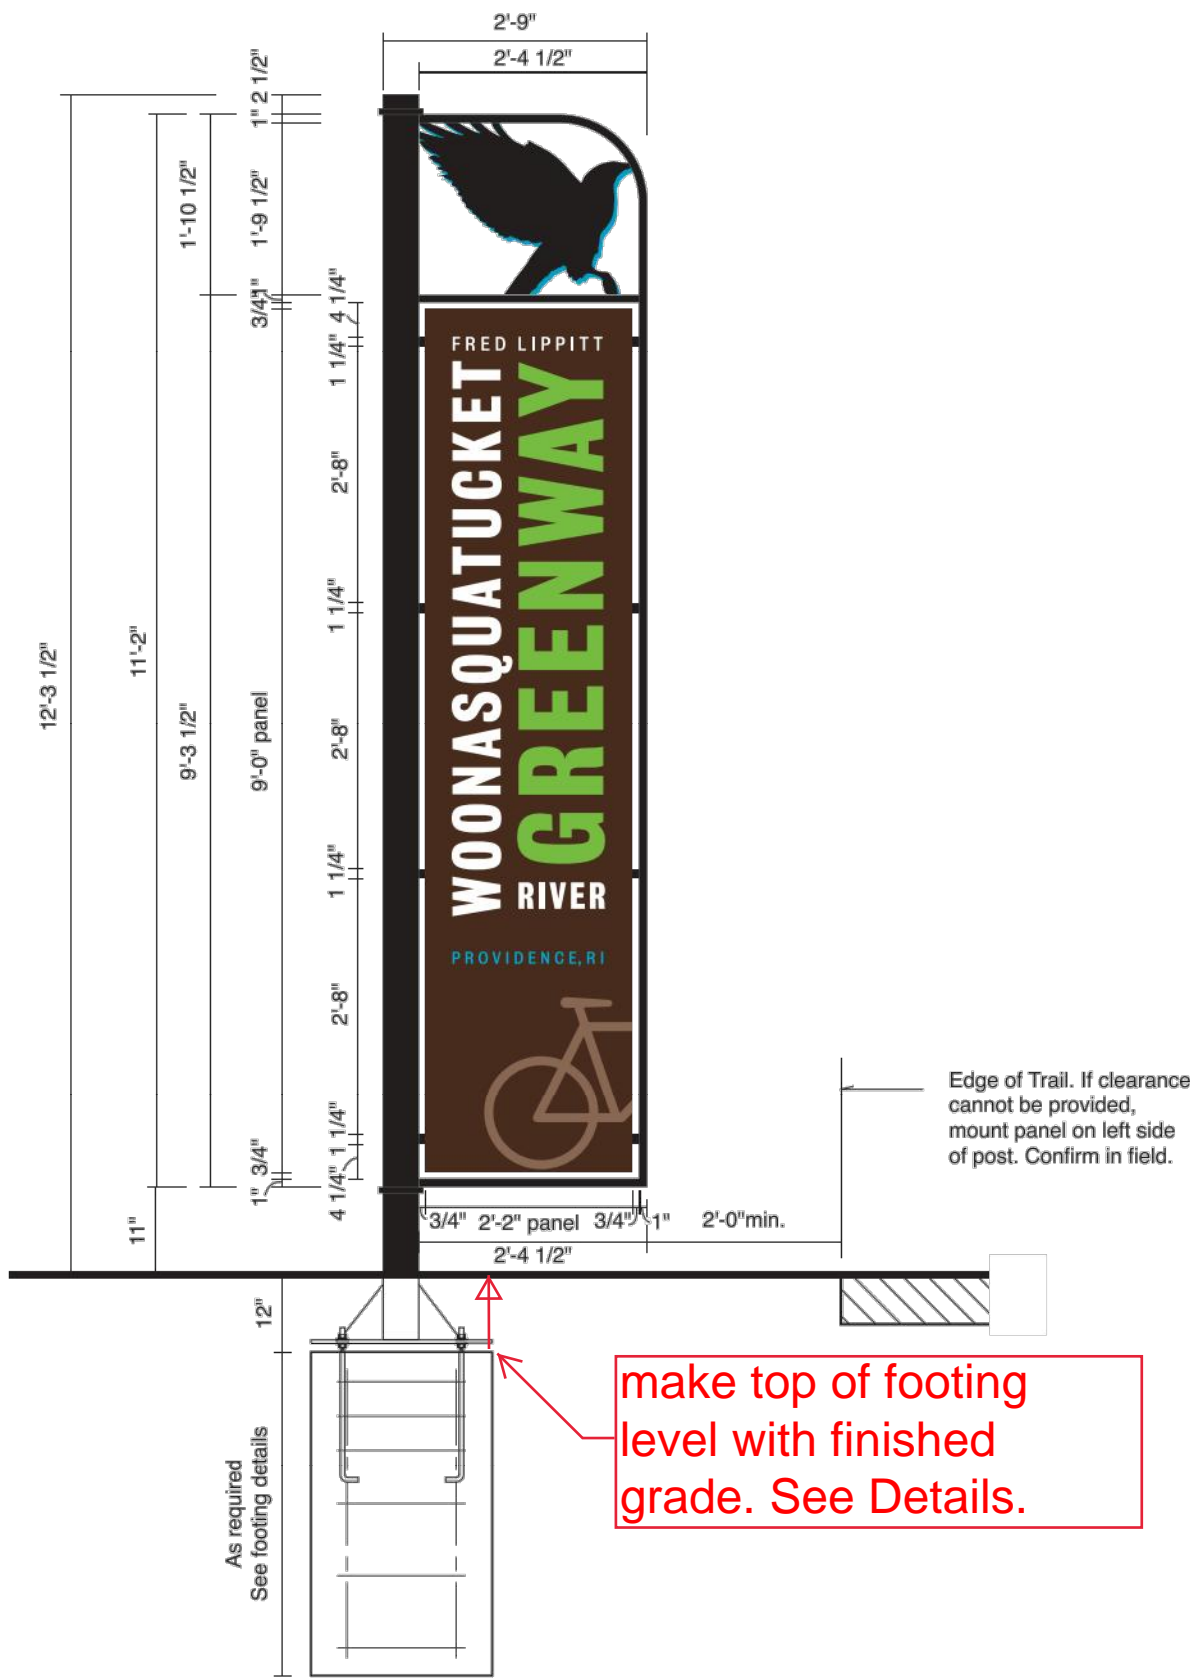 2'-9"
2'-4 1/2"
2 1/2"
1"
1'-10 1/2"
1'-9 1/2"
1"
3/4"
4 1/4"
1 1/4"
FRED LIPPITT
WOONASQUATUCKET
GREENWAY
RIVER
PROVIDENCE, RI
2'-8"
1 1/4"
12'-3 1/2"
11'-2"
9'-3 1/2"
9'-0" panel
2'-8"
1 1/4"
2'-8"
1 1/4"
4 1/4"
3/4"
1"
11"
Edge of Trail. If clearance
cannot be provided,
mount panel on left side
of post. Confirm in field.
3/4" 2'-2" panel 3/4" 1" 2'-0"min.
2'-4 1/2"
12"
As required
See footing details
make top of footing
level with finished
grade. See Details.